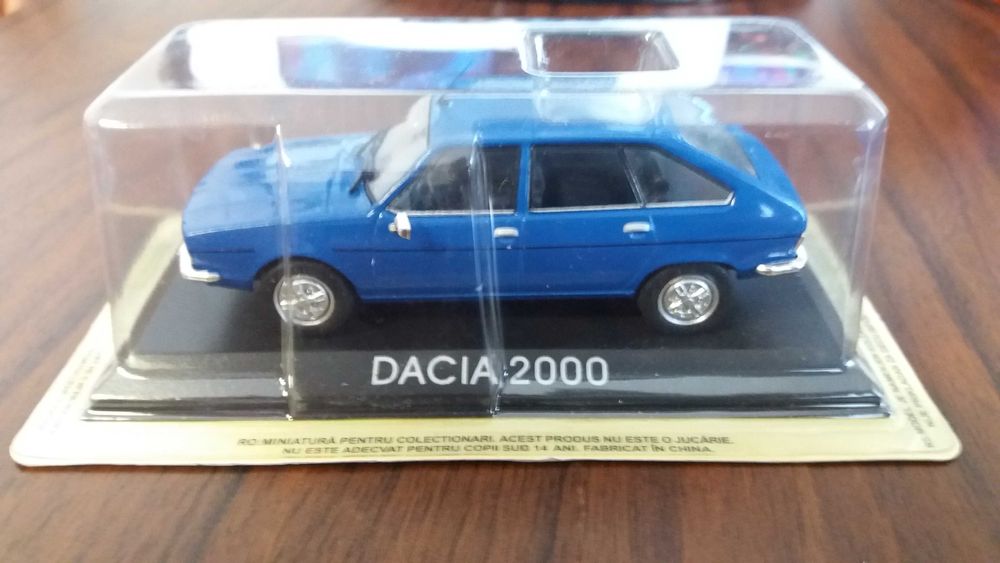 DACIA 2000
RO: MINIATURĂ PENTRU COLECTIONARI. ACEST PRODUS NU ESTE O JUCĂRIE.
NU ESTE ADECVAT PENTRU COPII SUB 14 ANI. FABRICAT ÎN CHINA.